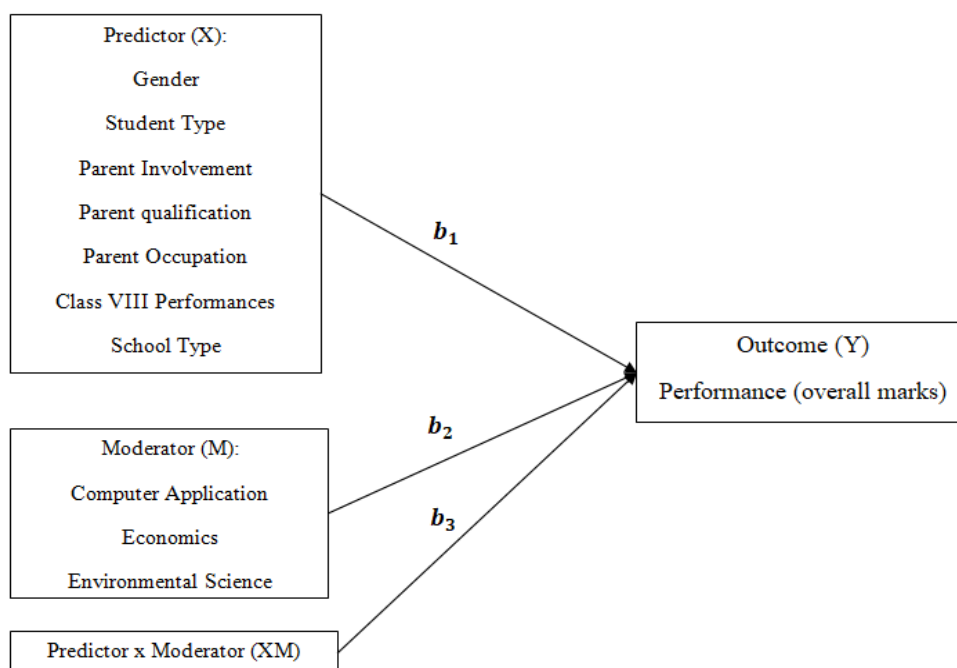 Predictor (X):
Gender
Student Type
Parent Involvement
Parent qualification
Parent Occupation
Class VIII Performances
School Type
b₁
Outcome (Y)
Performance (overall marks)
Moderator (M):
Computer Application
Economics
Environmental Science
b₂
b₃
Predictor x Moderator (XM)